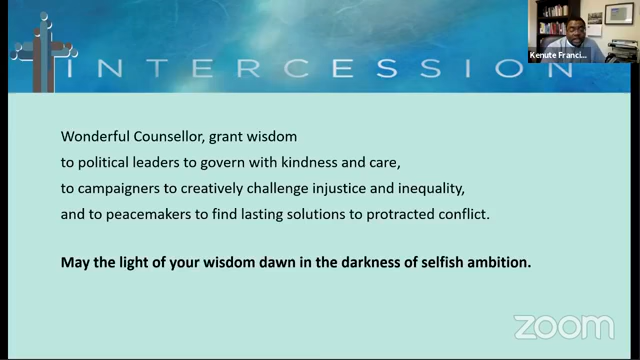 INTERCESSION
Kenute Franci...
Wonderful Counsellor, grant wisdom
to political leaders to govern with kindness and care,
to campaigners to creatively challenge injustice and inequality,
and to peacemakers to find lasting solutions to protracted conflict.
May the light of your wisdom dawn in the darkness of selfish ambition.
zoom